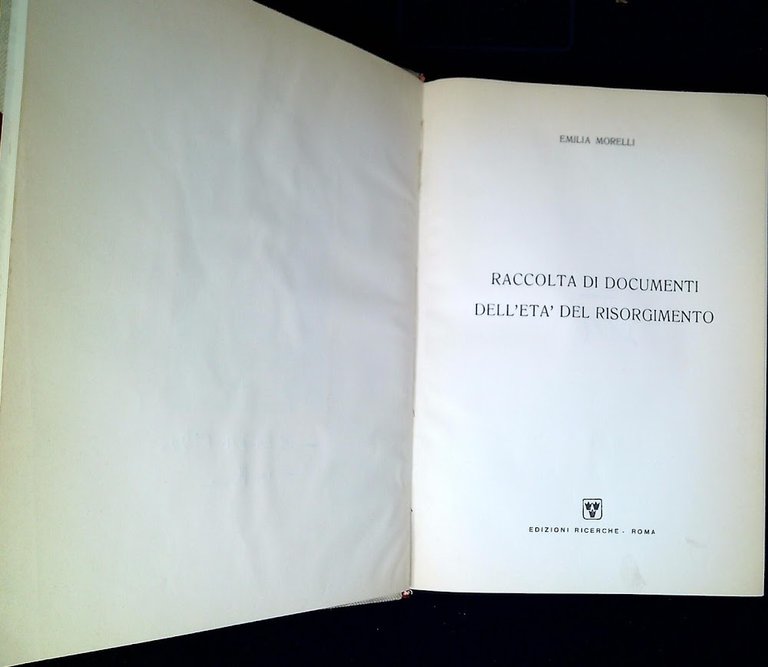 EMILIA MORELLI
RACCOLTA DI DOCUMENTI
DELL'ETA' DEL RISORGIMENTO
EDIZIONI RICERCHE - ROMA